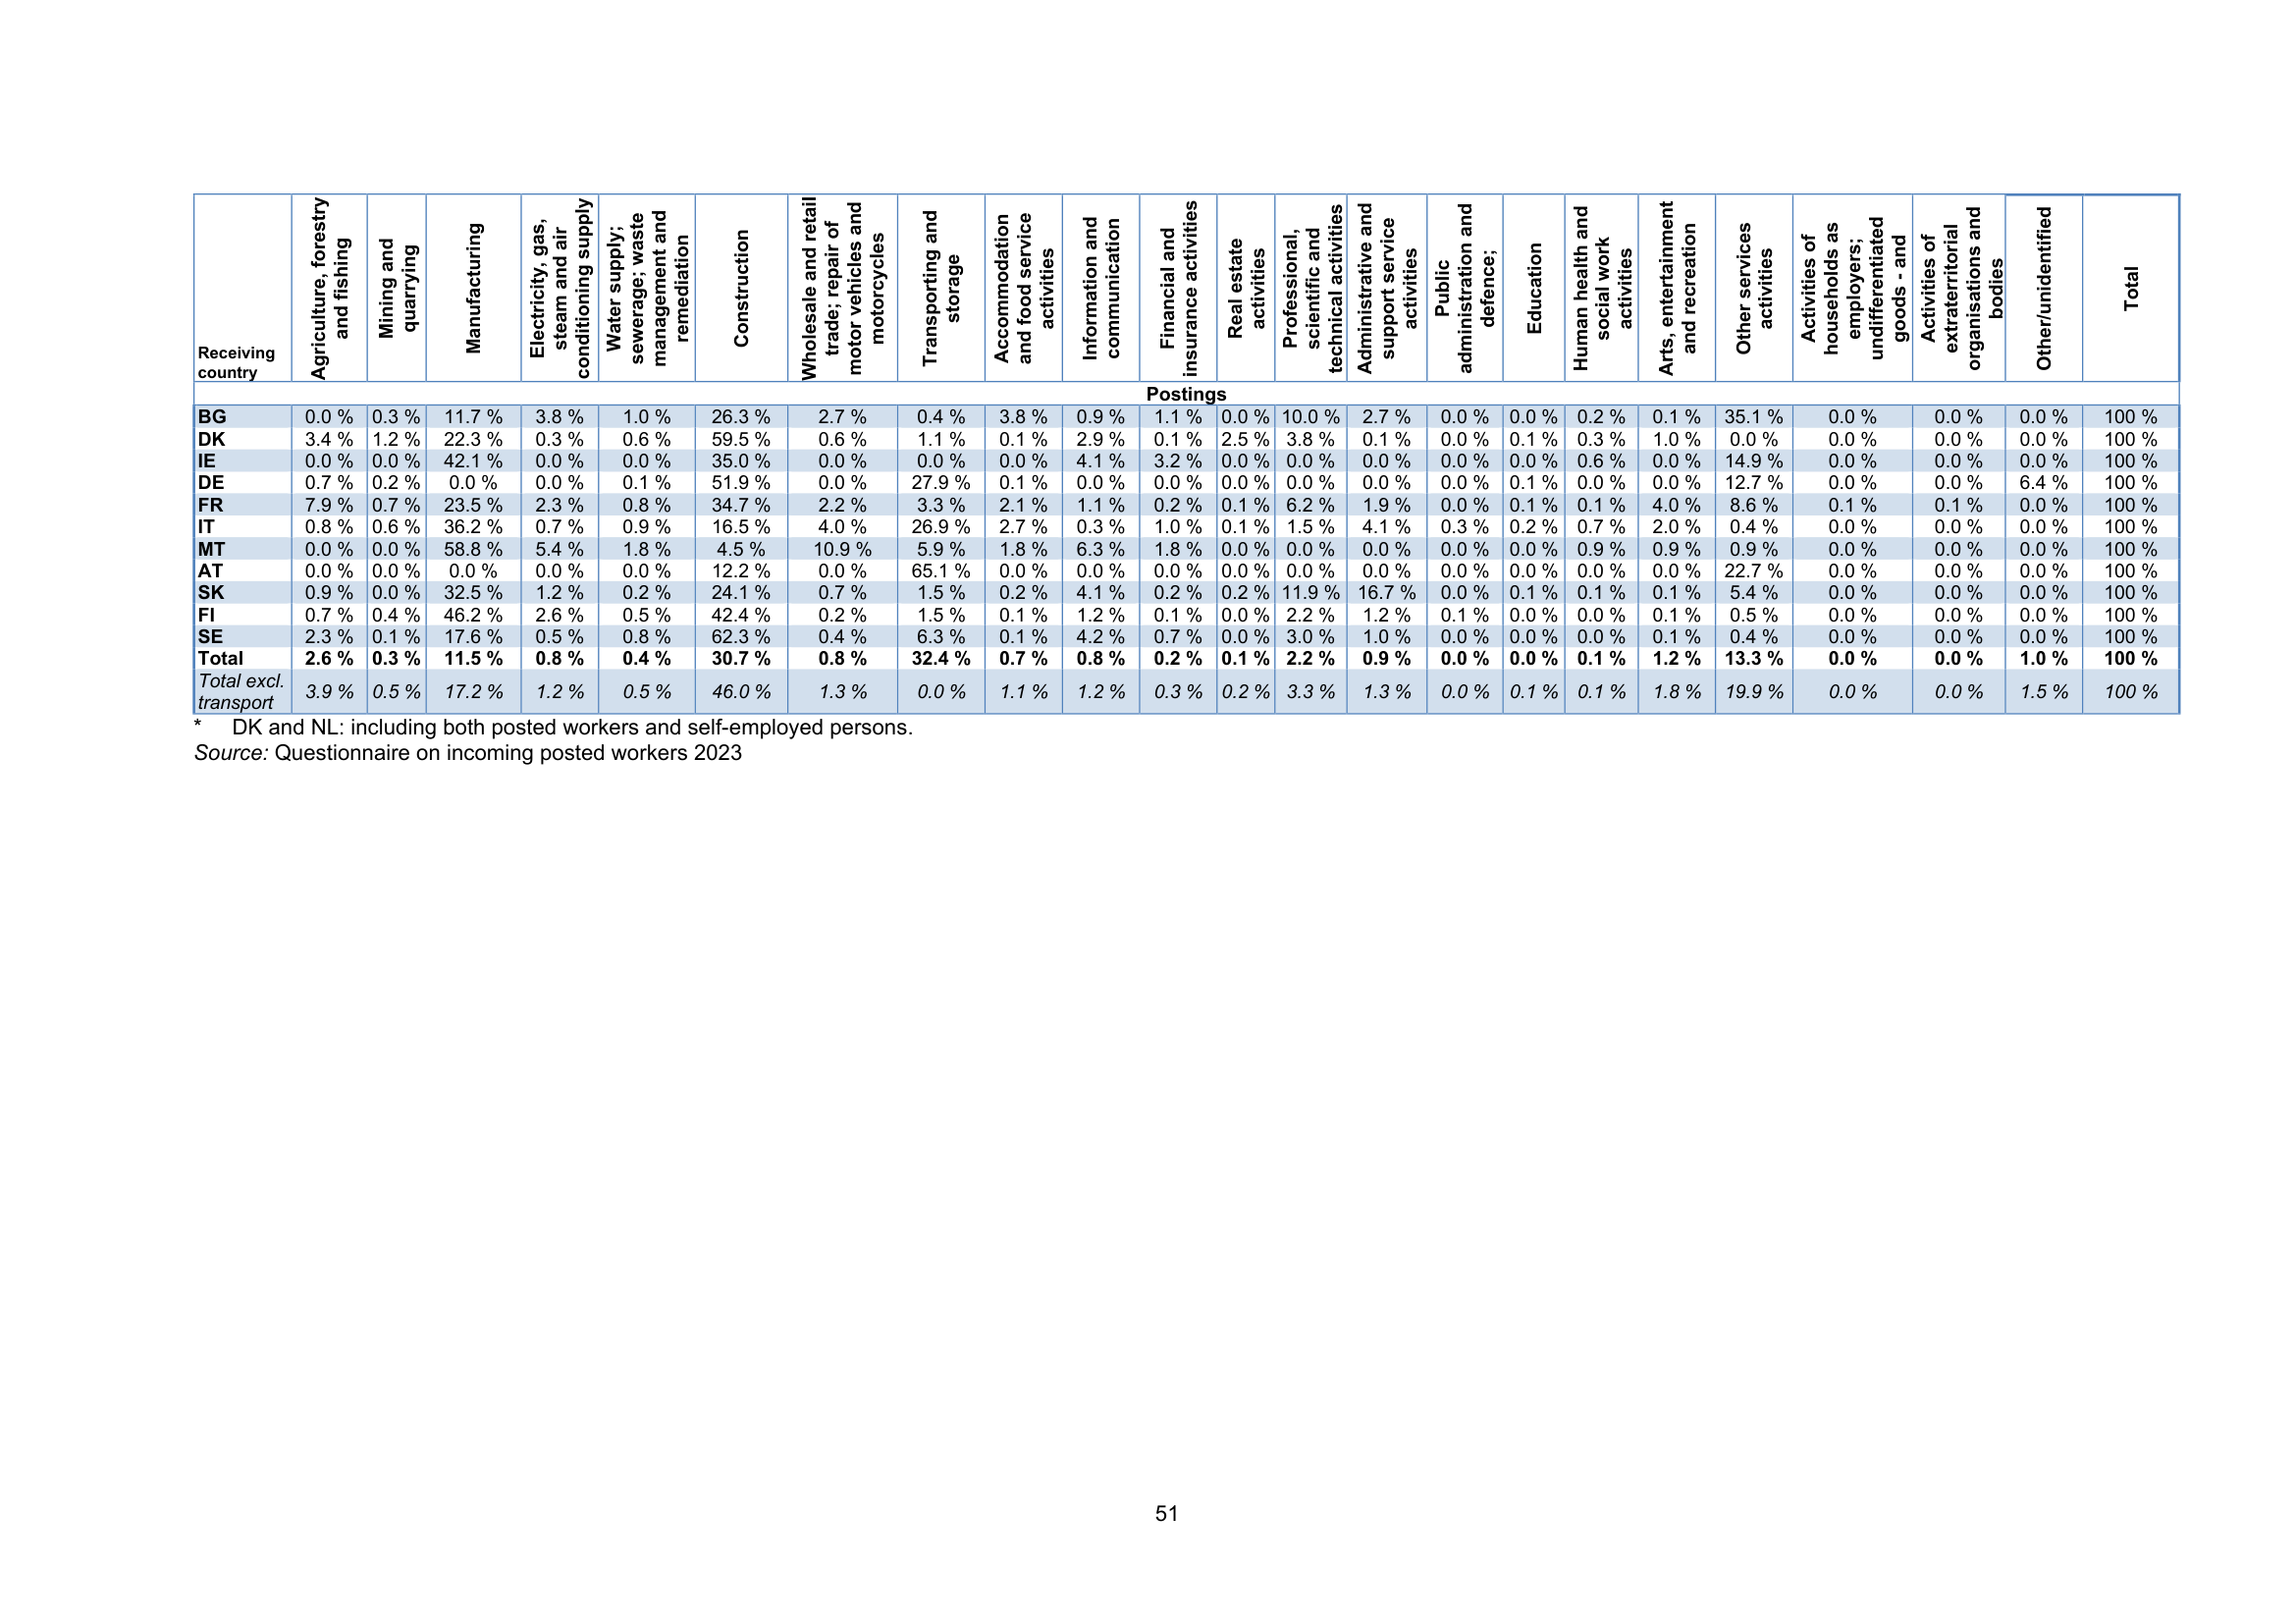 Receiving country
Agriculture, forestry and fishing
Mining and quarrying
Manufacturing
Electricity, gas, steam and air conditioning supply
Water supply; sewerage; waste management and remediation
Construction
Wholesale and retail trade; repair of motor vehicles and motorcycles
Transporting and storage
Accommodation and food service activities
Information and communication
Financial and insurance activities
Real estate activities
Professional, scientific and technical activities
Administrative and support service activities
Public administration and defence;
Education
Human health and social work activities
Arts, entertainment and recreation
Other services activities
Activities of households as employers; undifferentiated goods - and
Activities of extraterritorial organisations and bodies
Other/unidentified
Total
Postings
BG 0.0 % 0.3 % 11.7 % 3.8 % 1.0 % 26.3 % 2.7 % 0.4 % 3.8 % 0.9 % 1.1 % 0.0 % 10.0 % 2.7 % 0.0 % 0.0 % 0.2 % 0.1 % 35.1 % 0.0 % 0.0 % 0.0 % 100 %
DK 3.4 % 1.2 % 22.3 % 0.3 % 0.6 % 59.5 % 0.6 % 1.1 % 0.1 % 2.9 % 0.1 % 2.5 % 3.8 % 0.1 % 0.0 % 0.1 % 0.3 % 1.0 % 0.0 % 0.0 % 0.0 % 0.0 % 100 %
IE 0.0 % 0.0 % 42.1 % 0.0 % 0.0 % 35.0 % 0.0 % 0.0 % 0.0 % 4.1 % 3.2 % 0.0 % 0.0 % 0.0 % 0.0 % 0.0 % 0.6 % 0.0 % 14.9 % 0.0 % 0.0 % 0.0 % 100 %
DE 0.7 % 0.2 % 0.0 % 0.0 % 0.1 % 51.9 % 0.0 % 27.9 % 0.1 % 0.0 % 0.0 % 0.0 % 0.0 % 0.0 % 0.0 % 0.1 % 0.0 % 0.0 % 12.7 % 0.0 % 0.0 % 6.4 % 100 %
FR 7.9 % 0.7 % 23.5 % 2.3 % 0.8 % 34.7 % 2.2 % 3.3 % 2.1 % 1.1 % 0.2 % 0.1 % 6.2 % 1.9 % 0.0 % 0.1 % 0.1 % 4.0 % 8.6 % 0.1 % 0.1 % 0.0 % 100 %
IT 0.8 % 0.6 % 36.2 % 0.7 % 0.9 % 16.5 % 4.0 % 26.9 % 2.7 % 0.3 % 1.0 % 0.1 % 1.5 % 4.1 % 0.3 % 0.2 % 0.7 % 2.0 % 0.4 % 0.0 % 0.0 % 0.0 % 100 %
MT 0.0 % 0.0 % 58.8 % 5.4 % 1.8 % 4.5 % 10.9 % 5.9 % 1.8 % 6.3 % 1.8 % 0.0 % 0.0 % 0.0 % 0.0 % 0.0 % 0.9 % 0.9 % 0.9 % 0.0 % 0.0 % 0.0 % 100 %
AT 0.0 % 0.0 % 0.0 % 0.0 % 0.0 % 12.2 % 0.0 % 65.1 % 0.0 % 0.0 % 0.0 % 0.0 % 0.0 % 0.0 % 0.0 % 0.0 % 0.0 % 0.0 % 22.7 % 0.0 % 0.0 % 0.0 % 100 %
SK 0.9 % 0.0 % 32.5 % 1.2 % 0.2 % 24.1 % 0.7 % 1.5 % 0.2 % 4.1 % 0.2 % 0.2 % 11.9 % 16.7 % 0.0 % 0.1 % 0.1 % 0.1 % 5.4 % 0.0 % 0.0 % 0.0 % 100 %
FI 0.7 % 0.4 % 46.2 % 2.6 % 0.5 % 42.4 % 0.2 % 1.5 % 0.1 % 1.2 % 0.1 % 0.0 % 2.2 % 1.2 % 0.1 % 0.0 % 0.0 % 0.1 % 0.5 % 0.0 % 0.0 % 0.0 % 100 %
SE 2.3 % 0.1 % 17.6 % 0.5 % 0.8 % 62.3 % 0.4 % 6.3 % 0.1 % 4.2 % 0.7 % 0.0 % 3.0 % 1.0 % 0.0 % 0.0 % 0.0 % 0.1 % 0.4 % 0.0 % 0.0 % 0.0 % 100 %
Total 2.6 % 0.3 % 11.5 % 0.8 % 0.4 % 30.7 % 0.8 % 32.4 % 0.7 % 0.8 % 0.2 % 0.1 % 2.2 % 0.9 % 0.0 % 0.0 % 0.1 % 1.2 % 13.3 % 0.0 % 0.0 % 1.0 % 100 %
Total excl. transport 3.9 % 0.5 % 17.2 % 1.2 % 0.5 % 46.0 % 1.3 % 0.0 % 1.1 % 1.2 % 0.3 % 0.2 % 3.3 % 1.3 % 0.0 % 0.1 % 0.1 % 1.8 % 19.9 % 0.0 % 0.0 % 1.5 % 100 %
* DK and NL: including both posted workers and self-employed persons.
Source: Questionnaire on incoming posted workers 2023
51